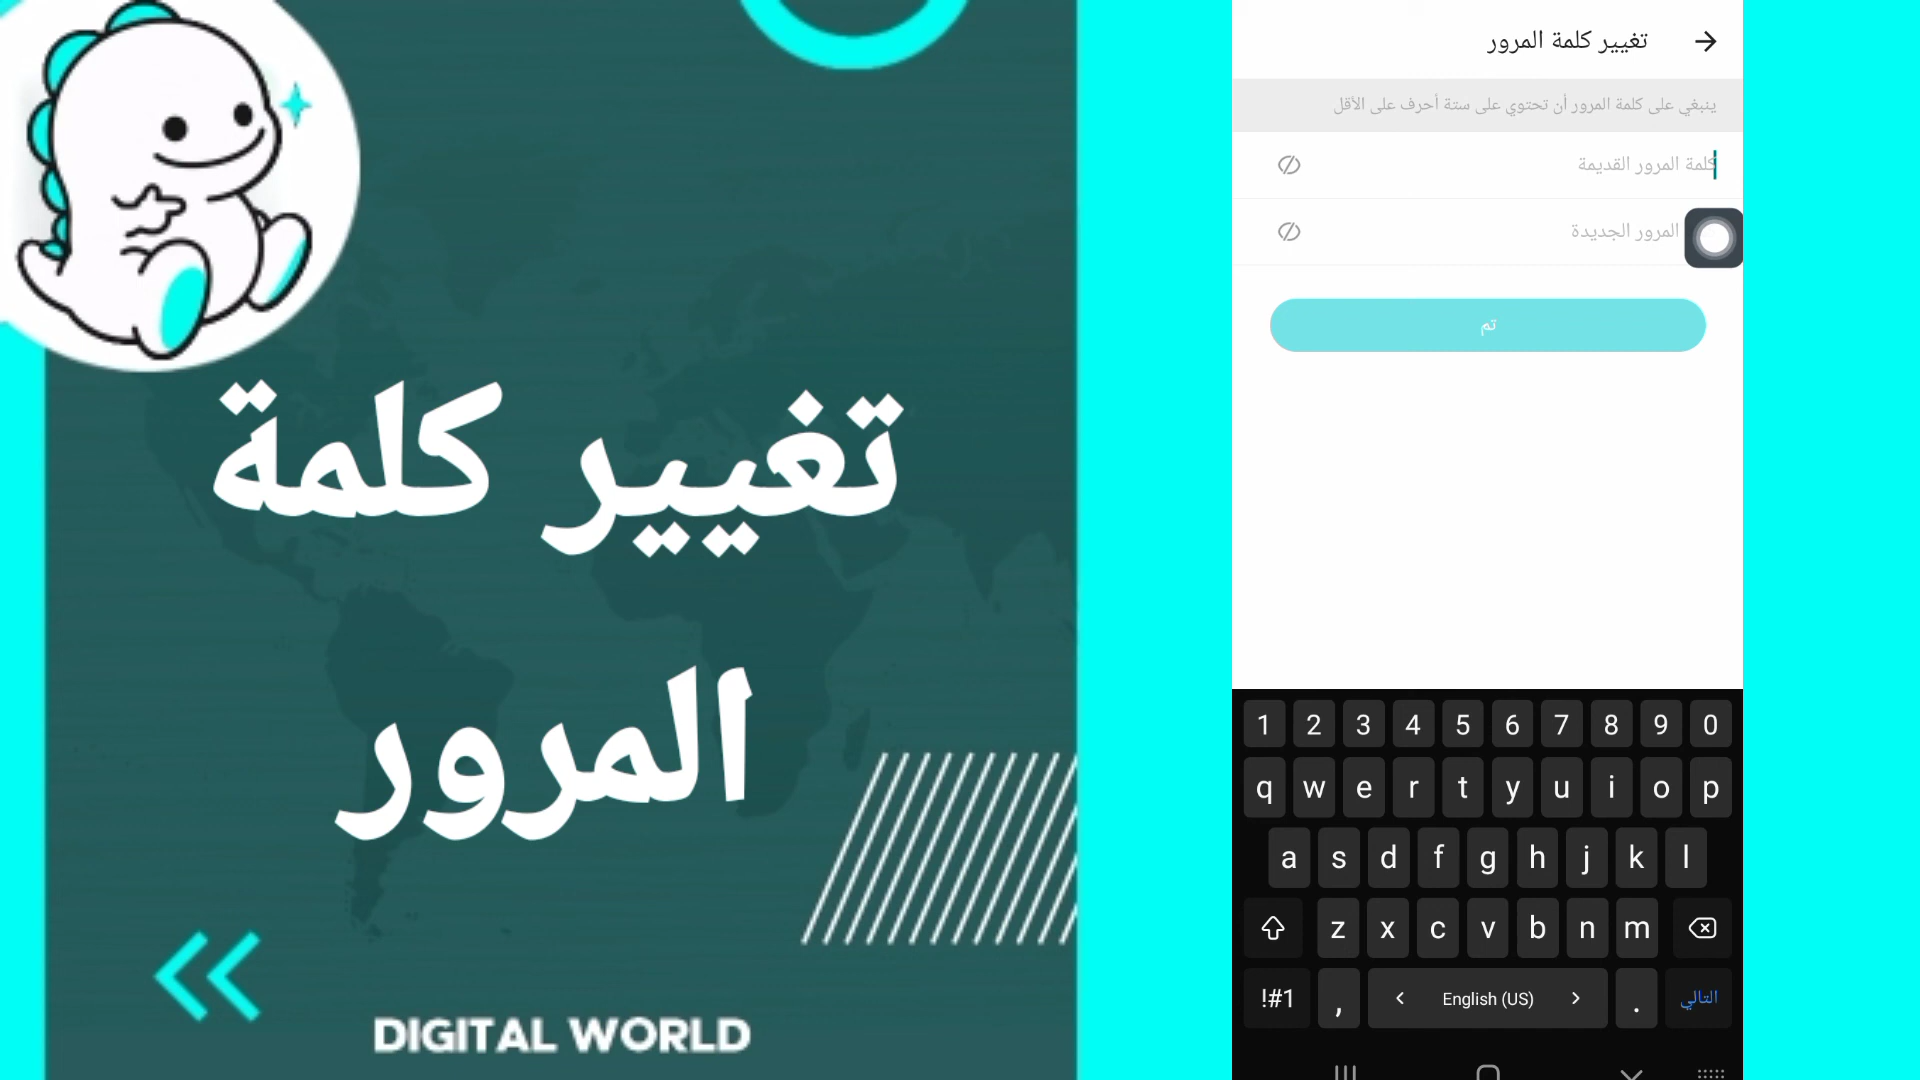 تغيير كلمة
المرور
DIGITAL WORLD
تغيير كلمة المرور
ينبغي على كلمة المرور أن تحتوي على ستة أحرف على الأقل
كلمة المرور القديمة
المرور الجديدة
تم
1 2 3 4 5 6 7 8 9 0
q w e r t y u i o p
a s d f g h j k l
z x c v b n m
!#1 , English (US) . التالي